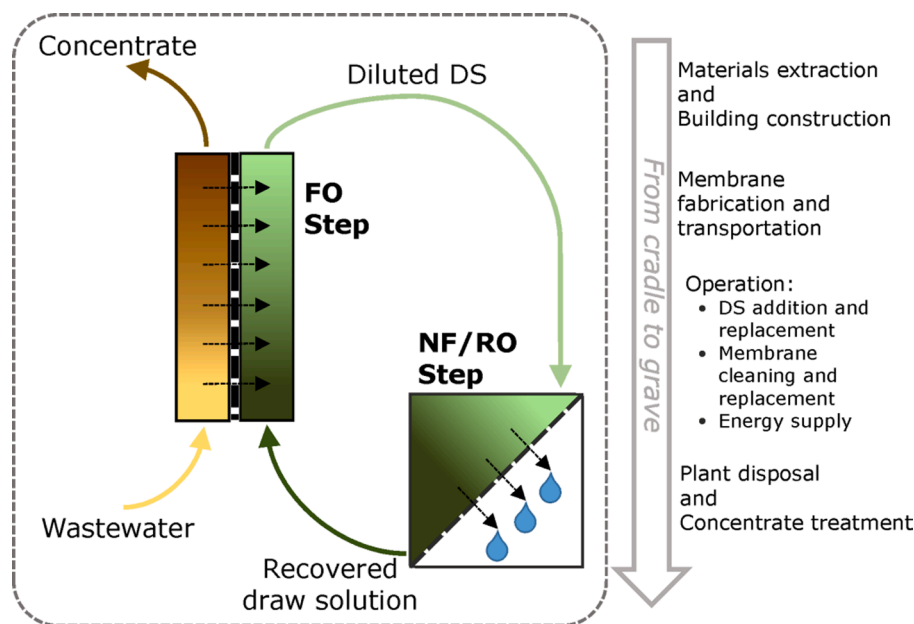 Concentrate
Diluted DS
FO
Step
NF/RO
Step
Wastewater
Recovered
draw solution
From cradle to grave
Materials extraction
and
Building construction
Membrane
fabrication and
transportation
Operation:
• DS addition and
replacement
• Membrane
cleaning and
replacement
• Energy supply
Plant disposal
and
Concentrate treatment